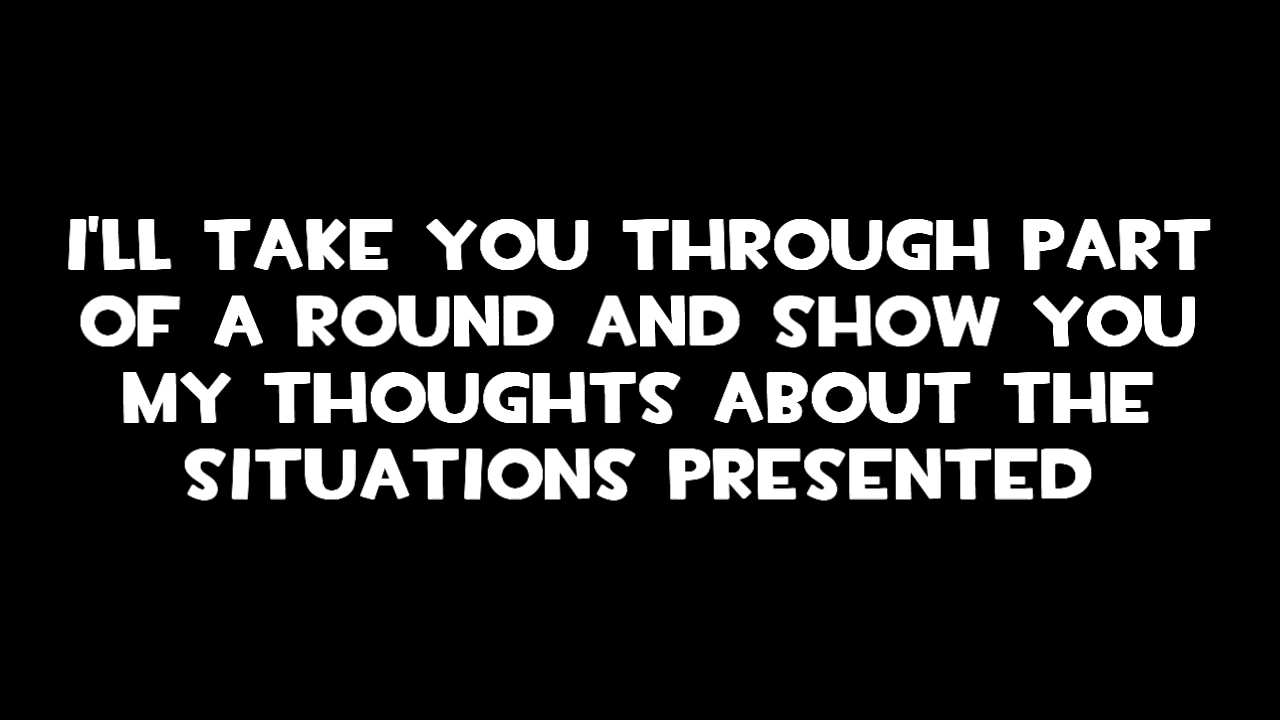 I'LL TAKE YOU THROUGH PART
OF A ROUND AND SHOW YOU
MY THOUGHTS ABOUT THE
SITUATIONS PRESENTED